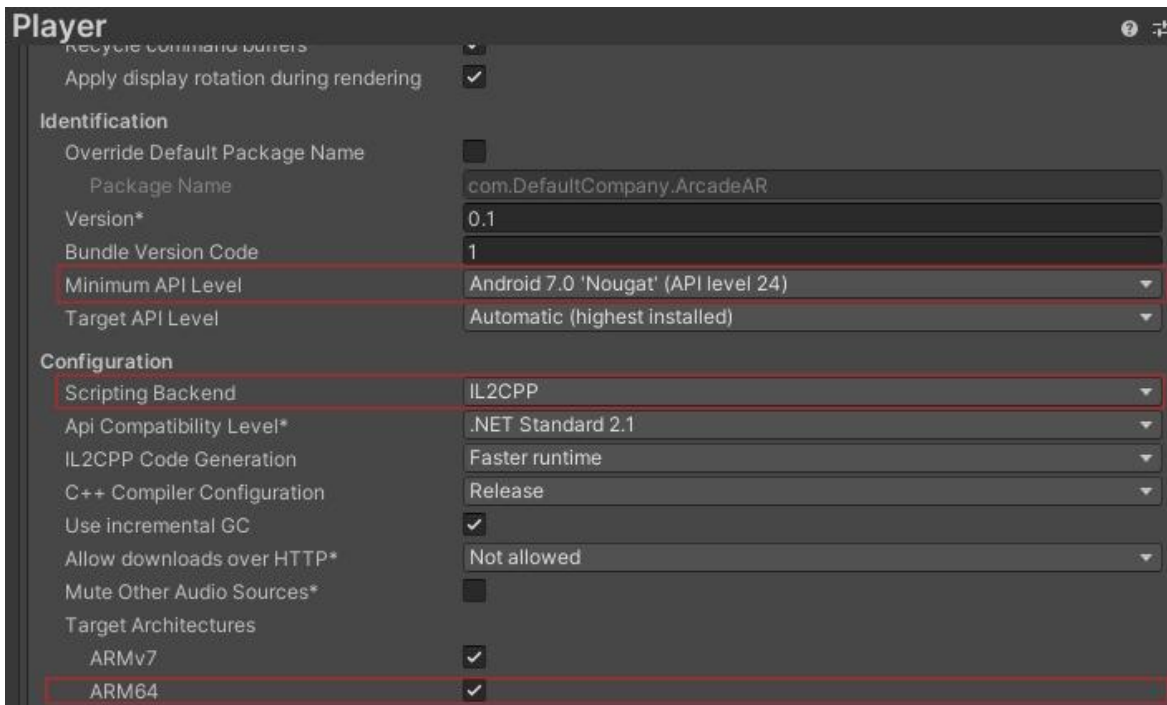 Player
Recycle command buffers
Apply display rotation during rendering
Identification
Override Default Package Name
Package Name com.DefaultCompany.ArcadeAR
Version* 0.1
Bundle Version Code 1
Minimum API Level Android 7.0 'Nougat' (API level 24)
Target API Level Automatic (highest installed)
Configuration
Scripting Backend IL2CPP
Api Compatibility Level* .NET Standard 2.1
IL2CPP Code Generation Faster runtime
C++ Compiler Configuration Release
Use incremental GC
Allow downloads over HTTP* Not allowed
Mute Other Audio Sources*
Target Architectures
ARMv7
ARM64